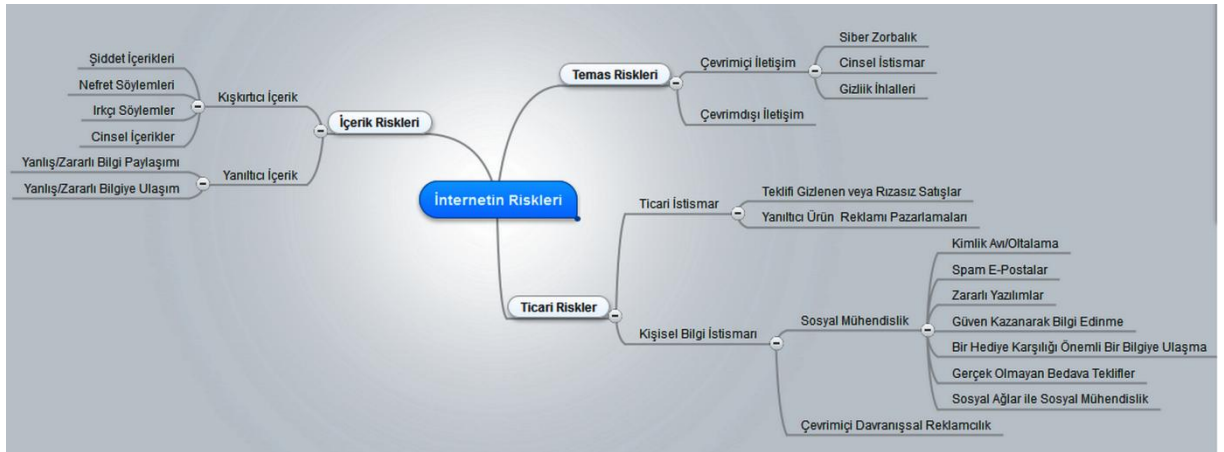 İnternetin Riskleri
İçerik Riskleri
Kışkırtıcı İçerik
Şiddet İçerikleri
Nefret Söylemleri
Irkçı Söylemler
Cinsel İçerikler
Yanıltıcı İçerik
Yanlış/Zararlı Bilgi Paylaşımı
Yanlış/Zararlı Bilgiye Ulaşım
Temas Riskleri
Çevrimiçi İletişim
Siber Zorbalık
Cinsel İstismar
Gizlilik İhlalleri
Çevrimdışı İletişim
Ticari Riskler
Ticari İstismar
Teklifi Gizlenen veya Rızasız Satışlar
Yanıltıcı Ürün Reklamı Pazarlamaları
Kişisel Bilgi İstismarı
Sosyal Mühendislik
Kimlik Avı/Oltalama
Spam E-Postalar
Zararlı Yazılımlar
Güven Kazanarak Bilgi Edinme
Bir Hediye Karşılığı Önemli Bir Bilgiye Ulaşma
Gerçek Olmayan Bedava Teklifler
Sosyal Ağlar ile Sosyal Mühendislik
Çevrimiçi Davranışsal Reklamcılık